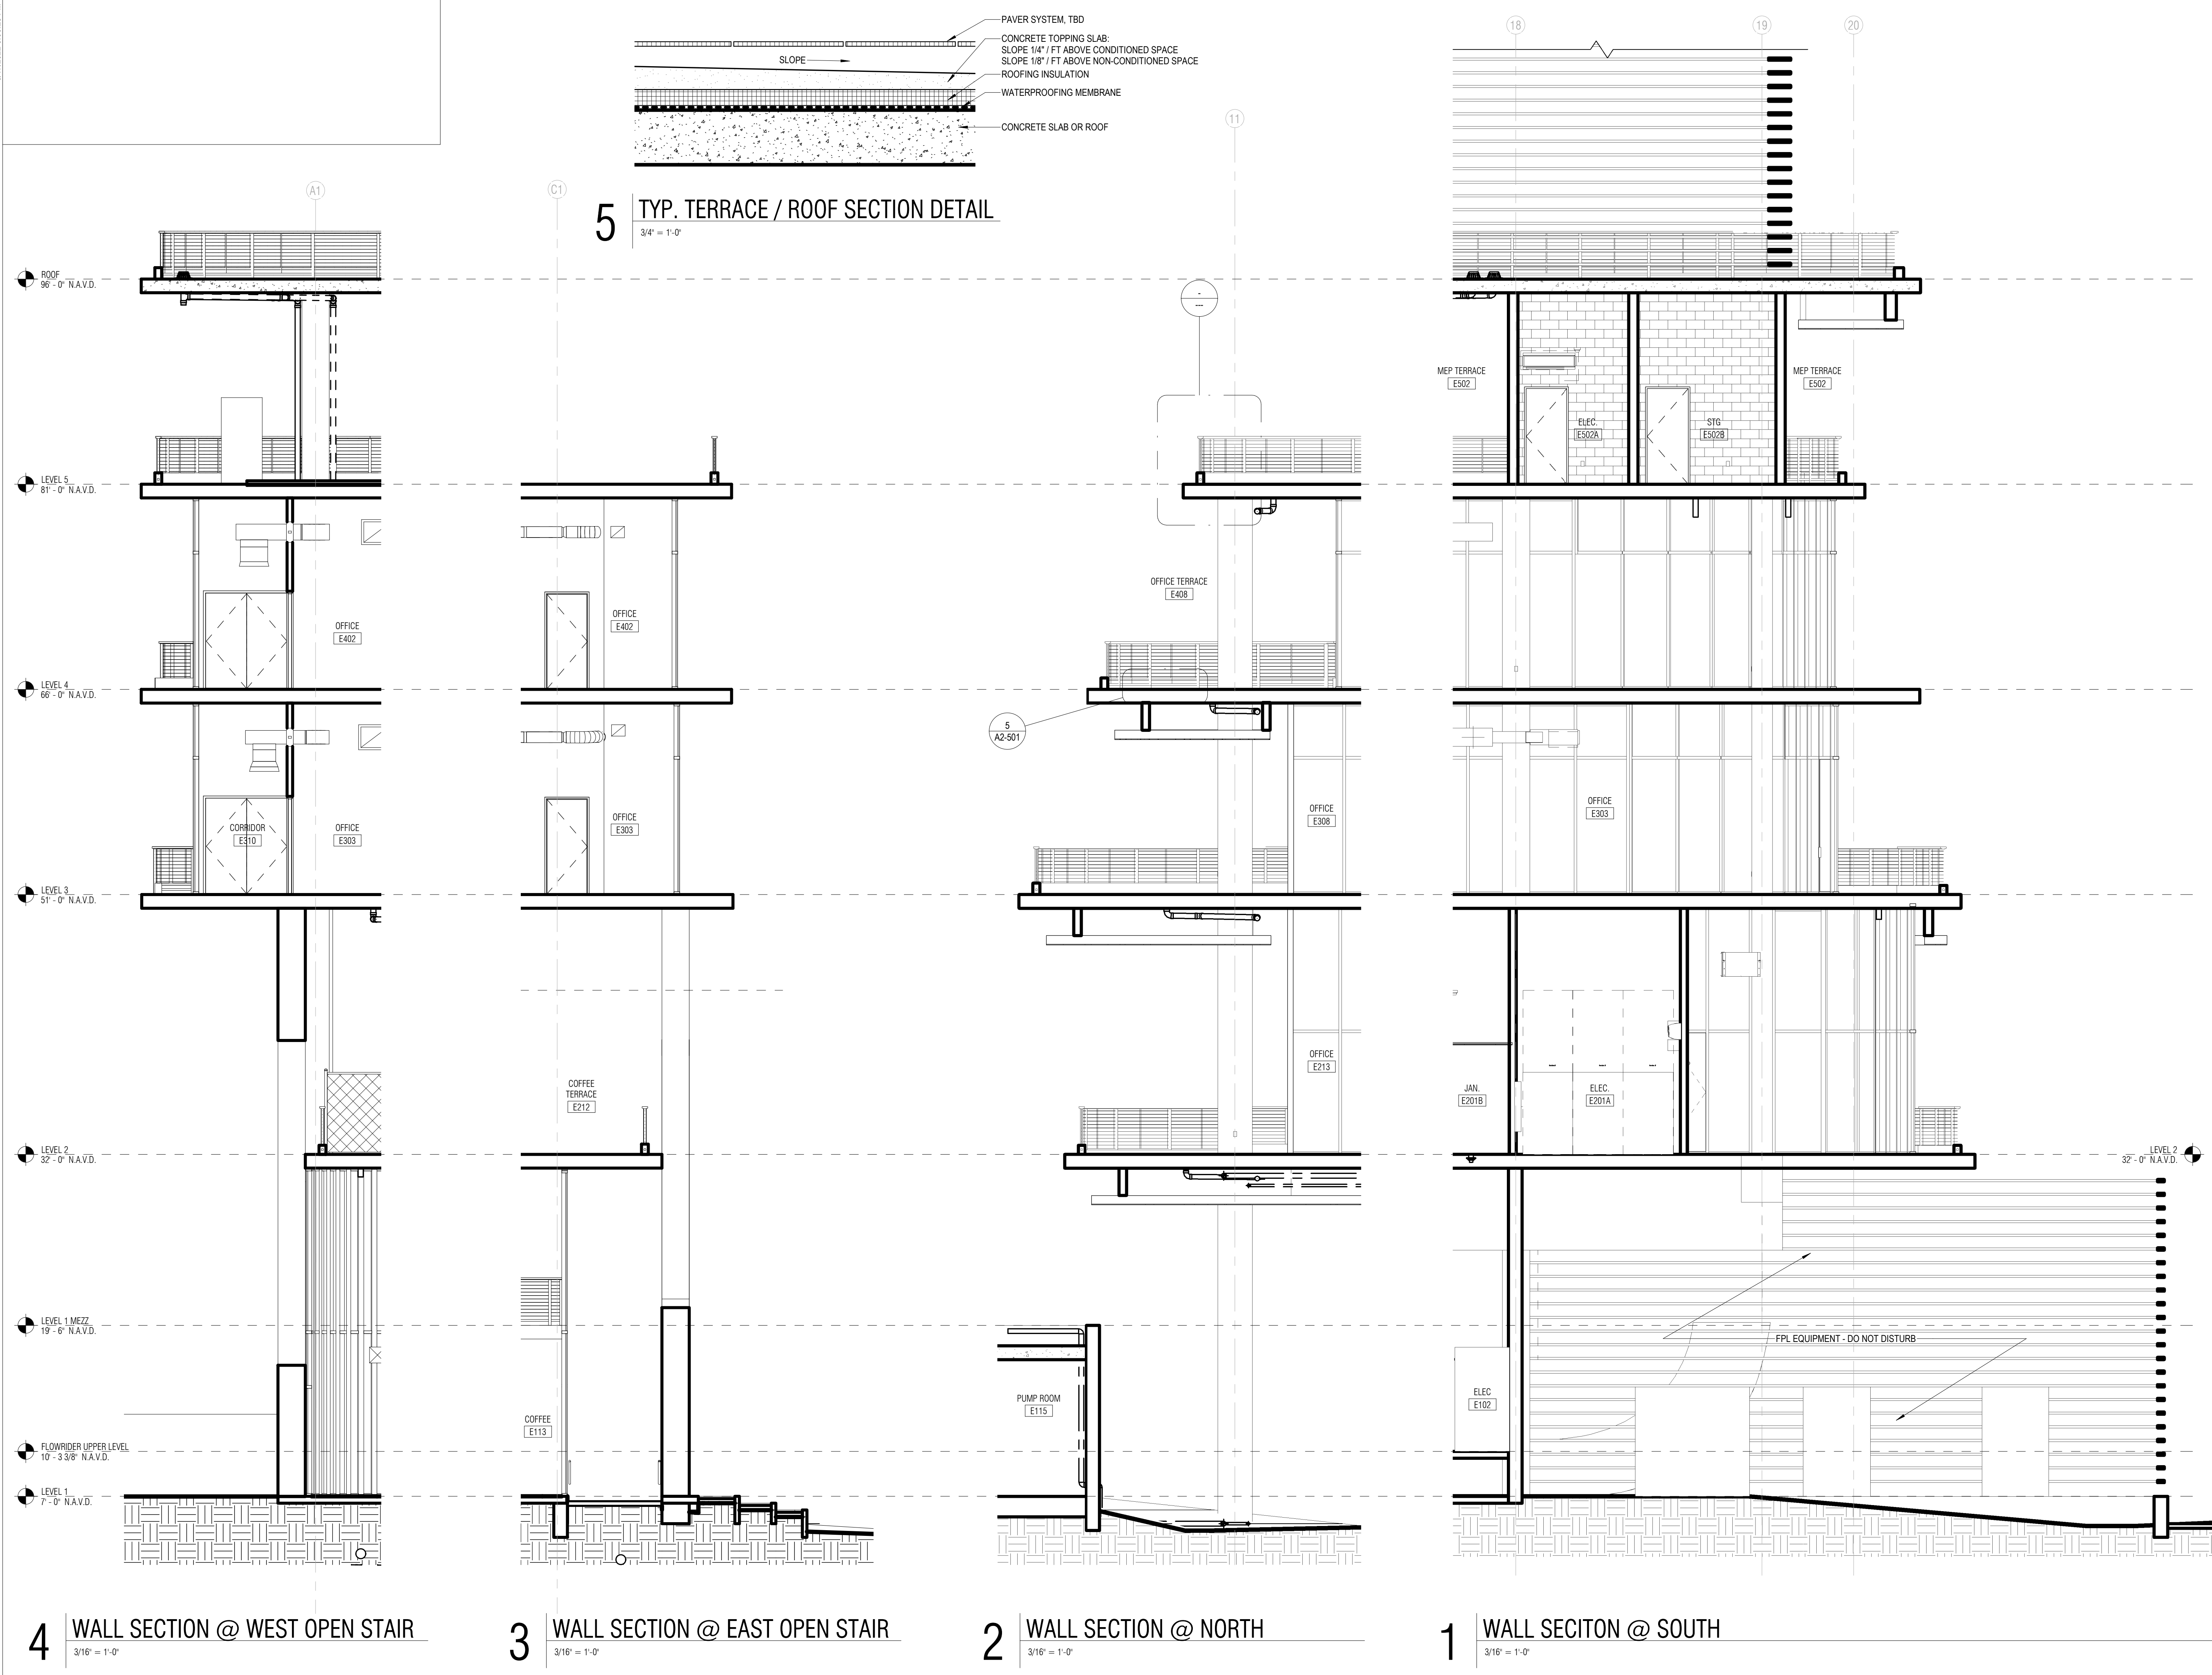 PAVER SYSTEM, TBD
CONCRETE TOPPING SLAB:
SLOPE 1/4" / FT ABOVE CONDITIONED SPACE
SLOPE 1/8" / FT ABOVE NON-CONDITIONED SPACE
ROOFING INSULATION
WATERPROOFING MEMBRANE
CONCRETE SLAB OR ROOF
SLOPE
5
TYP. TERRACE / ROOF SECTION DETAIL
3/4" = 1'-0"
A1
C1
11
18
19
20
ROOF
96' - 0" N.A.V.D.
LEVEL 5
81' - 0" N.A.V.D.
LEVEL 4
66' - 0" N.A.V.D.
LEVEL 3
51' - 0" N.A.V.D.
LEVEL 2
32' - 0" N.A.V.D.
LEVEL 1 MEZZ
19' - 6" N.A.V.D.
FLOWRIDER UPPER LEVEL
10' - 3 3/8" N.A.V.D.
LEVEL 1
7' - 0" N.A.V.D.
OFFICE
E402
CORRIDOR
E310
OFFICE
E303
4
WALL SECTION @ WEST OPEN STAIR
3/16" = 1'-0"
OFFICE
E402
OFFICE
E303
COFFEE
TERRACE
E212
COFFEE
E113
3
WALL SECTION @ EAST OPEN STAIR
3/16" = 1'-0"
-
---
OFFICE TERRACE
E408
5
A2-501
OFFICE
E308
OFFICE
E213
PUMP ROOM
E115
2
WALL SECTION @ NORTH
3/16" = 1'-0"
MEP TERRACE
E502
ELEC.
E502A
STG
E502B
MEP TERRACE
E502
OFFICE
E303
JAN.
E201B
ELEC.
E201A
LEVEL 2
32' - 0" N.A.V.D.
FPL EQUIPMENT - DO NOT DISTURB
ELEC
E102
1
WALL SECITON @ SOUTH
3/16" = 1'-0"